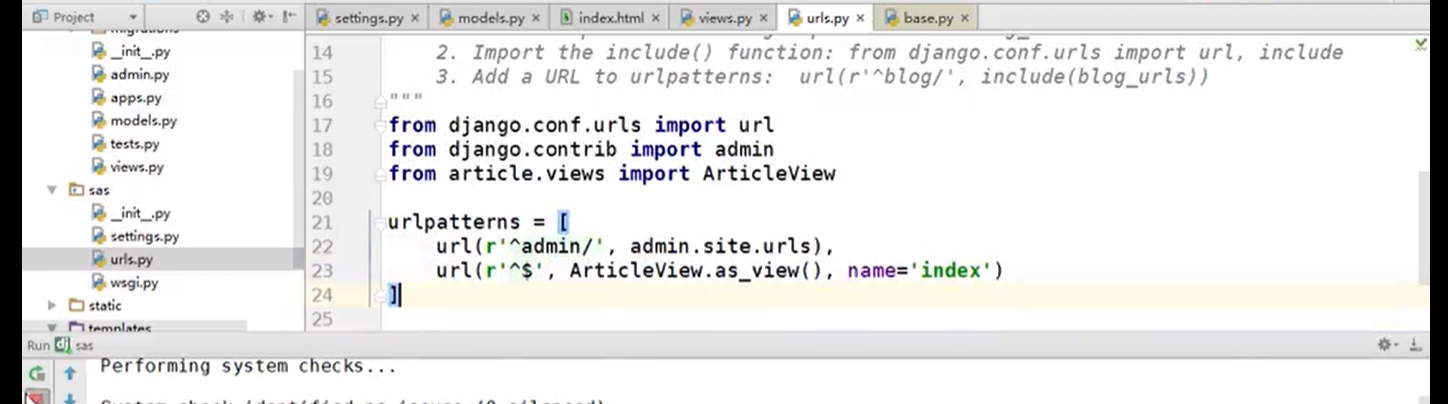 Project
settings.py × models.py × index.html × views.py × urls.py × base.py ×
__init__.py
admin.py
apps.py
models.py
tests.py
views.py
sas
__init__.py
settings.py
urls.py
wsgi.py
static
templates
14 2. Import the include() function: from django.conf.urls import url, include
15 3. Add a URL to urlpatterns:  url(r'^blog/', include(blog_urls))
16 """
17 from django.conf.urls import url
18 from django.contrib import admin
19 from article.views import ArticleView
20
21 urlpatterns = [
22 url(r'^admin/', admin.site.urls),
23 url(r'^$', ArticleView.as_view(), name='index')
24 ]
25
Run dj sas
Performing system checks...